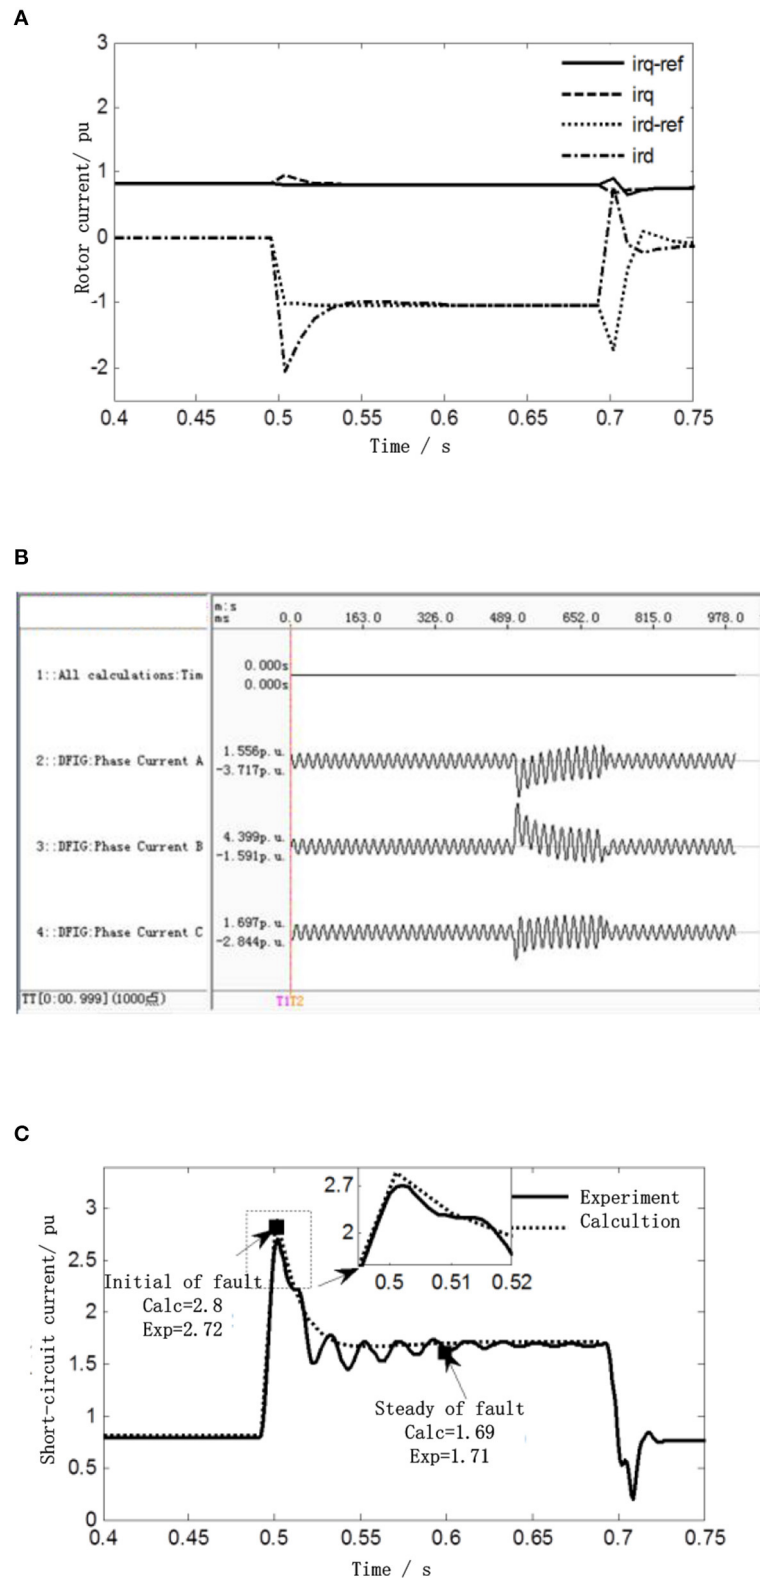 A
3
2
1
0
-1
-2
Rotor current/ pu
irq-ref
irq
ird-ref
ird
0.4 0.45 0.5 0.55 0.6 0.65 0.7 0.75
Time / s
B
m:s
ms 0.0 163.0 326.0 489.0 652.0 815.0 978.0
1::All calculations:Tim
0.000s
0.000s
2::DFIG:Phase Current A
1.556p.u.
-3.717p.u.
3::DFIG:Phase Current B
4.399p.u.
-1.591p.u.
4::DFIG:Phase Current C
1.697p.u.
-2.844p.u.
TT[0:00.999](1000点)
T1T2
C
3
2.5
2
1.5
1
0.5
0
Short-circuit current/ pu
2.7
2
0.5 0.51 0.52
Experiment
Calcultion
Initial of fault
Calc=2.8
Exp=2.72
Steady of fault
Calc=1.69
Exp=1.71
0.4 0.45 0.5 0.55 0.6 0.65 0.7 0.75
Time / s